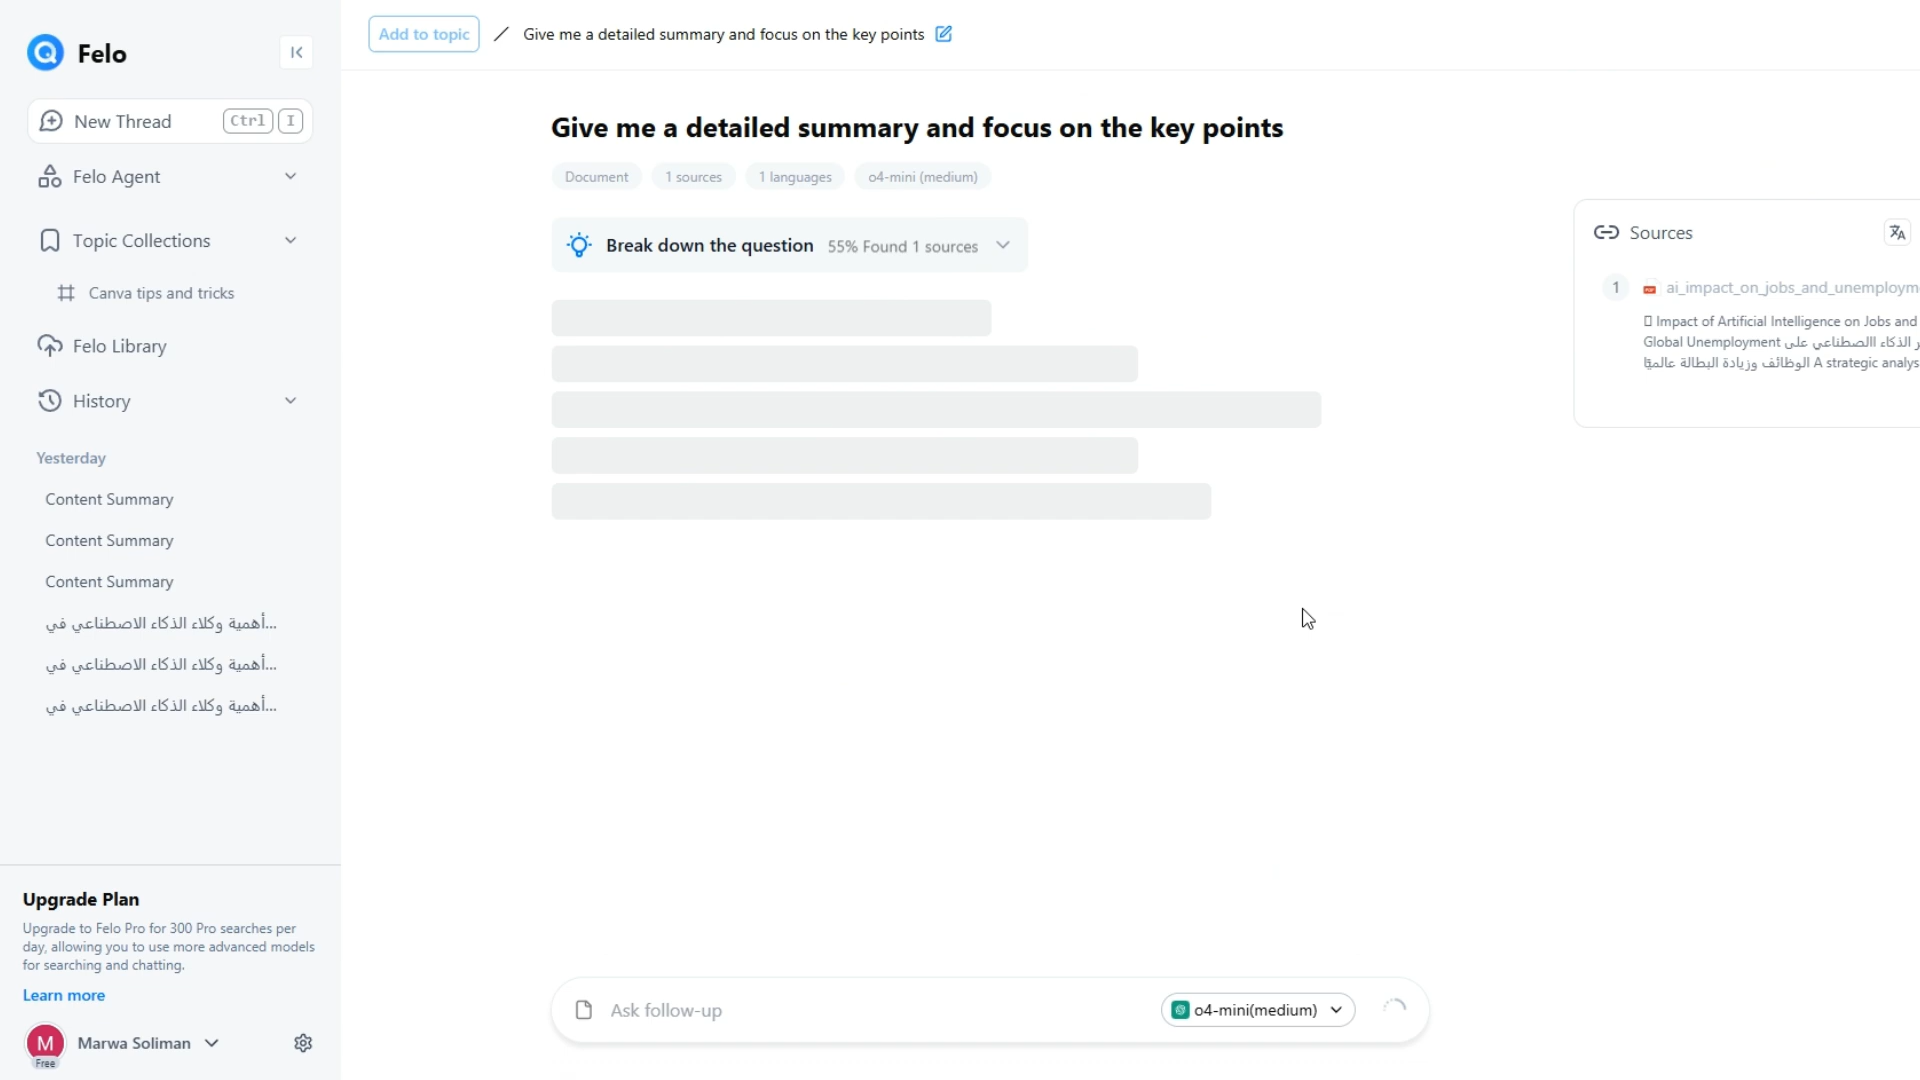 Felo
New Thread
Ctrl
I
Felo Agent
Topic Collections
Canva tips and tricks
Felo Library
History
Yesterday
Content Summary
Content Summary
Content Summary
أهمية وكلاء الذكاء الاصطناعي في...
أهمية وكلاء الذكاء الاصطناعي في...
أهمية وكلاء الذكاء الاصطناعي في...
Upgrade Plan
Upgrade to Felo Pro for 300 Pro searches per
day, allowing you to use more advanced models
for searching and chatting.
Learn more
M
Free
Marwa Soliman
Add to topic
Give me a detailed summary and focus on the key points
Give me a detailed summary and focus on the key points
Document
1 sources
1 languages
o4-mini (medium)
Break down the question
55% Found 1 sources
Sources
1
ai_impact_on_jobs_and_unemploym
Impact of Artificial Intelligence on Jobs and
Global Unemployment ر الذكاء االصطناعي على
الوظائف وزيادة البطالة عالميًا A strategic analys
Ask follow-up
o4-mini(medium)